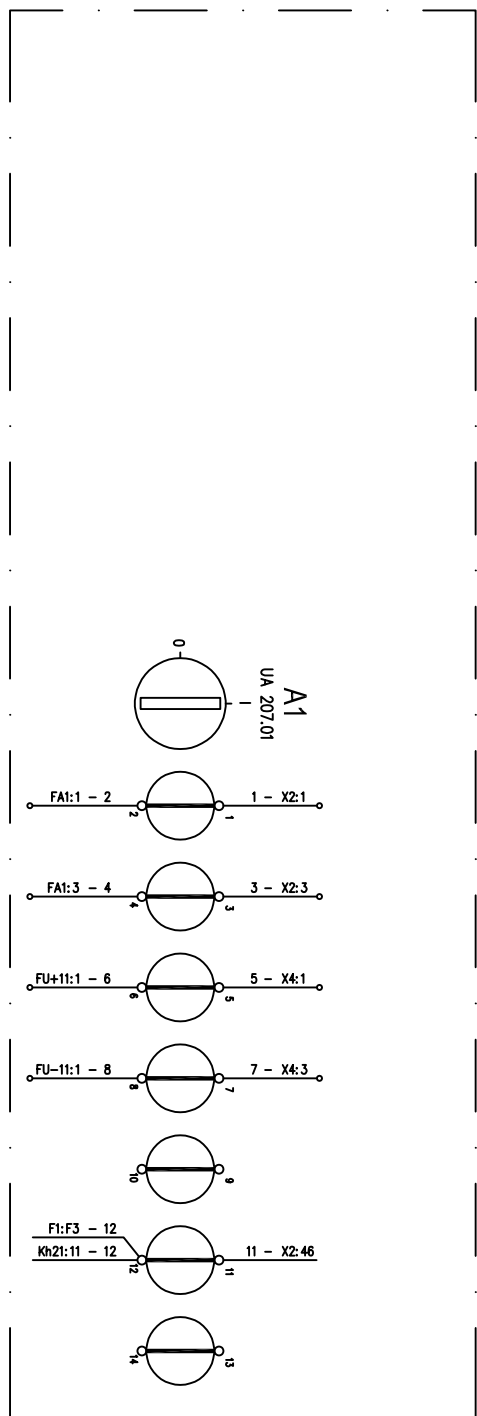 0
A1
UA 207.01
FA1:1 - 2
1 - X2:1
2
1
FA1:3 - 4
3 - X2:3
4
3
FU+11:1 - 6
5 - X4:1
6
5
FU-11:1 - 8
7 - X4:3
8
7
10
9
F1:F3 - 12
Kh21:11 - 12
11 - X2:46
12
11
14
13